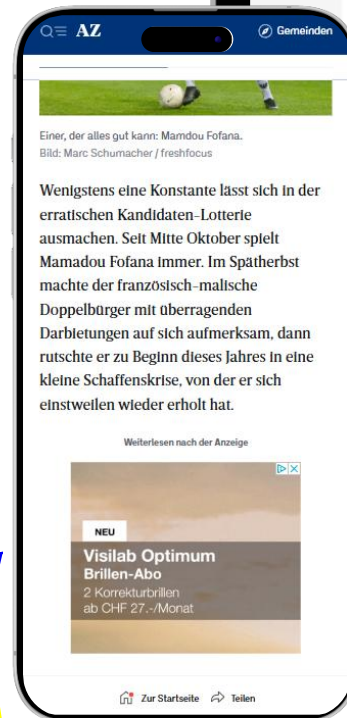 AZ
Gemeinden
Einer, der alles gut kann: Mamdou Fofana.
Bild: Marc Schumacher / freshfocus
Wenigstens eine Konstante lässt sich in der
erratischen Kandidaten-Lotterie
ausmachen. Seit Mitte Oktober spielt
Mamadou Fofana immer. Im Spätherbst
machte der französisch-malische
Doppelbürger mit überragenden
Darbietungen auf sich aufmerksam, dann
rutschte er zu Beginn dieses Jahres in eine
kleine Schaffenskrise, von der er sich
einstweilen wieder erholt hat.
Weiterlesen nach der Anzeige
NEU
Visilab Optimum
Brillen-Abo
2 Korrekturbrillen
ab CHF 27.-/Monat
Zur Startseite
Teilen